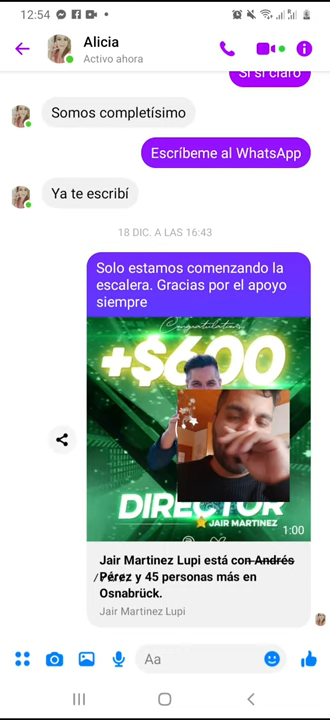 12:54
Alicia
Activo ahora
Si si claro
Somos completísimo
Escríbeme al WhatsApp
Ya te escribí
18 DIC. A LAS 16:43
Solo estamos comenzando la
escalera. Gracias por el apoyo
siempre
Congratulations
+$600
DIRECTOR
JAIR MARTINEZ
1:00
Jair Martinez Lupi está con Andrés
Pérez y 45 personas más en
Osnabrück.
Jair Martinez Lupi
Aa